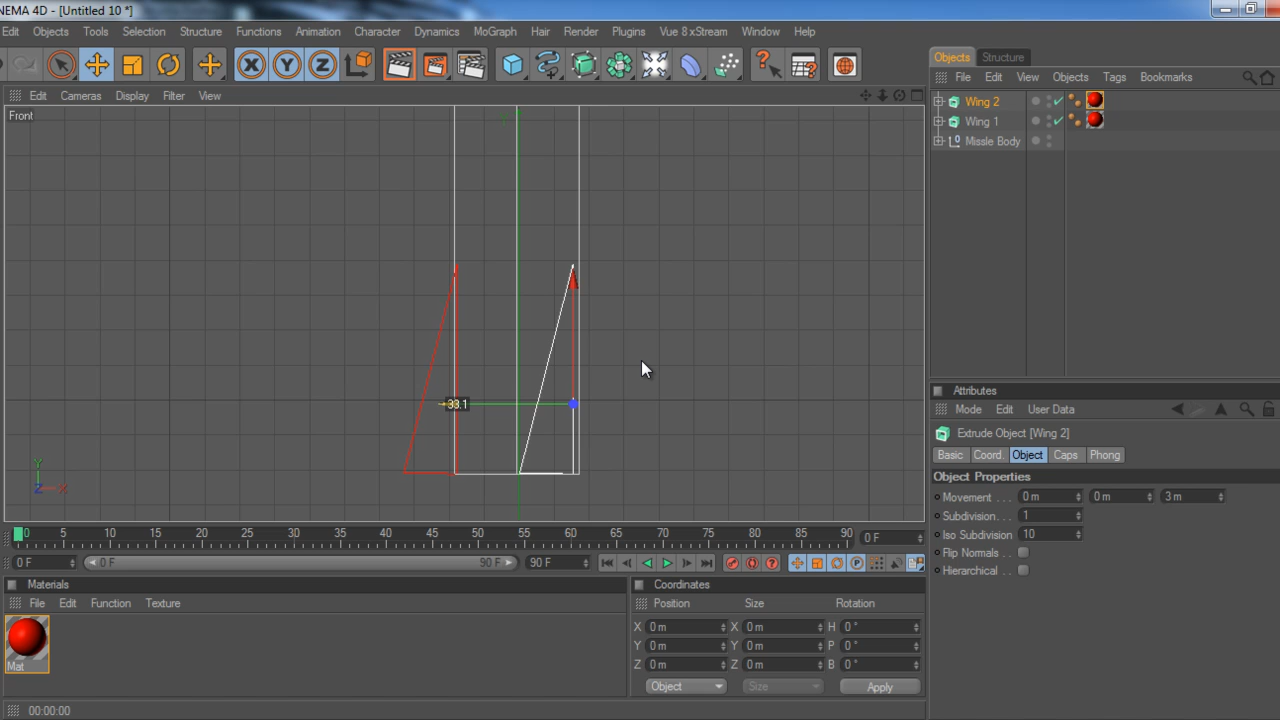 NEMA 4D - [Untitled 10 *]
Edit Objects Tools Selection Structure Functions Animation Character Dynamics MoGraph Hair Render Plugins Vue 8 xStream Window Help
X Y Z
Edit Cameras Display Filter View
Front
33.1
Y
Z X
Objects Structure
File Edit View Objects Tags Bookmarks
Wing 2
Wing 1
Missle Body
Attributes
Mode Edit User Data
Extrude Object [Wing 2]
Basic Coord. Object Caps Phong
Object Properties
Movement . . . 0 m 0 m 3 m
Subdivision. . . 1
Iso Subdivision 10
Flip Normals . .
Hierarchical . . .
0 5 10 15 20 25 30 35 40 45 50 55 60 65 70 75 80 85 90 0 F
0 F 0 F 90 F 90 F
Materials
File Edit Function Texture
Mat
Coordinates
Position Size Rotation
X 0 m X 0 m H 0 °
Y 0 m Y 0 m P 0 °
Z 0 m Z 0 m B 0 °
Object Size Apply
00:00:00